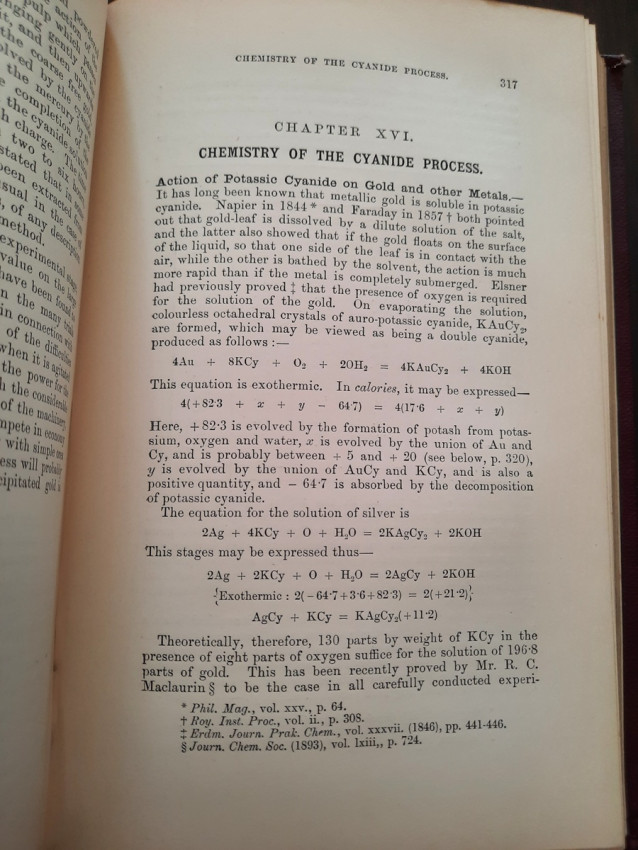 CHEMISTRY OF THE CYANIDE PROCESS. 317
CHAPTER XVI.
CHEMISTRY OF THE CYANIDE PROCESS.
Action of Potassic Cyanide on Gold and other Metals.—
It has long been known that metallic gold is soluble in potassic
cyanide. Napier in 1844 * and Faraday in 1857 † both pointed
out that gold-leaf is dissolved by a dilute solution of the salt,
and the latter also showed that if the gold floats on the surface
of the liquid, so that one side of the leaf is in contact with the
air, while the other is bathed by the solvent, the action is much
more rapid than if the metal is completely submerged. Elsner
had previously proved ‡ that the presence of oxygen is required
for the solution of the gold. On evaporating the solution,
colourless octahedral crystals of auro-potassic cyanide, KAuCy₂,
are formed, which may be viewed as being a double cyanide,
produced as follows :—
4Au + 8KCy + O₂ + 2OH₂ = 4KAuCy₂ + 4KOH
This equation is exothermic. In calories, it may be expressed—
4(+82·3 + x + y − 64·7) = 4(17·6 + x + y)
Here, +82·3 is evolved by the formation of potash from potas-
sium, oxygen and water, x is evolved by the union of Au and
Cy, and is probably between + 5 and + 20 (see below, p. 320),
y is evolved by the union of AuCy and KCy, and is also a
positive quantity, and − 64·7 is absorbed by the decomposition
of potassic cyanide.
The equation for the solution of silver is
2Ag + 4KCy + O + H₂O = 2KAgCy₂ + 2KOH
This stages may be expressed thus—
2Ag + 2KCy + O + H₂O = 2AgCy + 2KOH
{Exothermic : 2(−64·7+3·6+82·3) = 2(+21·2)}
AgCy + KCy = KAgCy₂(+11·2)
Theoretically, therefore, 130 parts by weight of KCy in the
presence of eight parts of oxygen suffice for the solution of 196·8
parts of gold. This has been recently proved by Mr. R. C.
Maclaurin § to be the case in all carefully conducted experi-
* Phil. Mag., vol. xxv., p. 64.
† Roy. Inst. Proc., vol. ii., p. 308.
‡ Erdm. Journ. Prak. Chem., vol. xxxvii. (1846), pp. 441-446.
§ Journ. Chem. Soc. (1893), vol. lxiii,, p. 724.